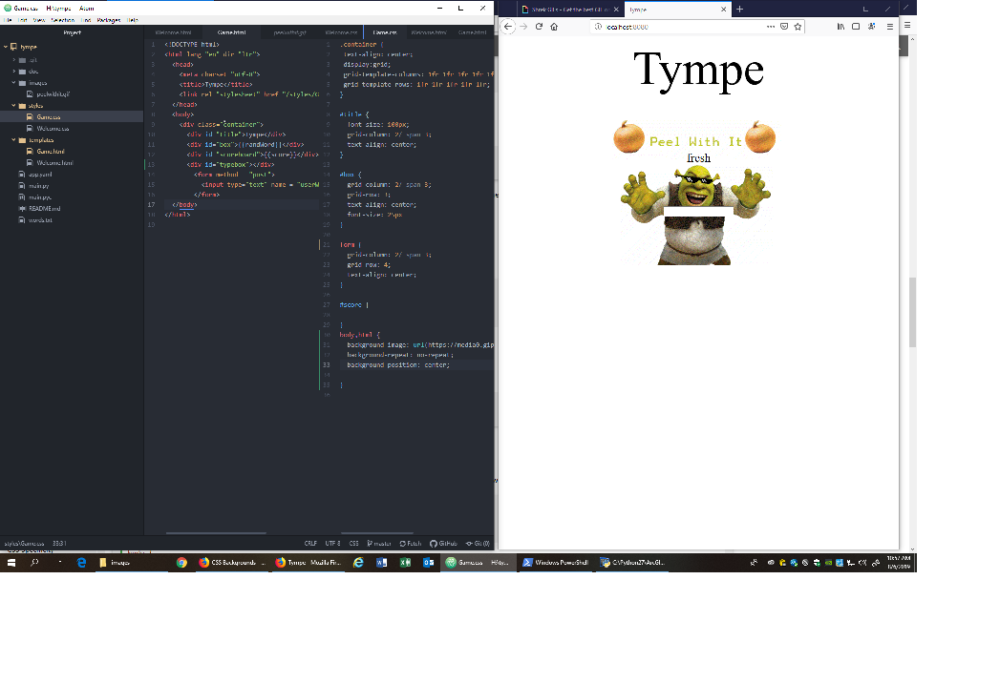 Game.css — H:\tympe — Atom
File Edit View Selection Find Packages Help
Project
tympe
.git
doc
images
peelwithit.gif
styles
Game.css
Welcome.css
templates
Game.html
Welcome.html
app.yaml
main.py
main.pyc
README.md
words.txt
Welcome.html
Game.html
peelwithit.gif
1 <!DOCTYPE html>
2 <html lang="en" dir="ltr">
3 <head>
4 <meta charset="utf-8">
5 <title>Tympe</title>
6 <link rel="stylesheet" href="/styles/G
7 </head>
8 <body>
9 <div class="container">
10 <div id="title">Tympe</div>
11 <div id="box">{{randWord}}</div>
12 <div id="scoreboard">{{score}}</div>
13 <div id="typebox"></div>
14 <form method="post">
15 <input type="text" name = "userW
16 </form>
17 </body>
18 </html>
19
Welcome.css
Game.css
Welcome.html
Game.html
1 .container {
2 text-align: center;
3 display:grid;
4 grid-template-columns: 1fr 1fr 1fr 1fr 1f
5 grid-template-rows: 1fr 1fr 1fr 1fr 1fr;
6 }
7
8 #title {
9 font-size: 100px;
10 grid-column: 2/ span 3;
11 text-align: center;
12 }
13
14 #box {
15 grid-column: 2/ span 3;
16 grid-row: 3;
17 text-align: center;
18 font-size: 25px
19 }
20
21 form {
22 grid-column: 2/ span 3;
23 grid-row: 4;
24 text-align: center;
25 }
26
27 #score {
28
29 }
30 body,html {
31 background-image: url(https://media0.gip
32 background-repeat: no-repeat;
33 background-position: center;
34
35 }
36
styles\Game.css 33:31
CRLF UTF-8 CSS master Fetch GitHub Git (0)
Shrek GIFs - Get the best GIF o
Tympe
localhost:8080
Tympe
Peel With It
fresh
images
CSS Backgrounds
Tympe - Mozilla Fir...
Game.css — H:\ty...
Windows PowerShell
C:\Python27\ArcGI...
10:57 AM
8/6/2019